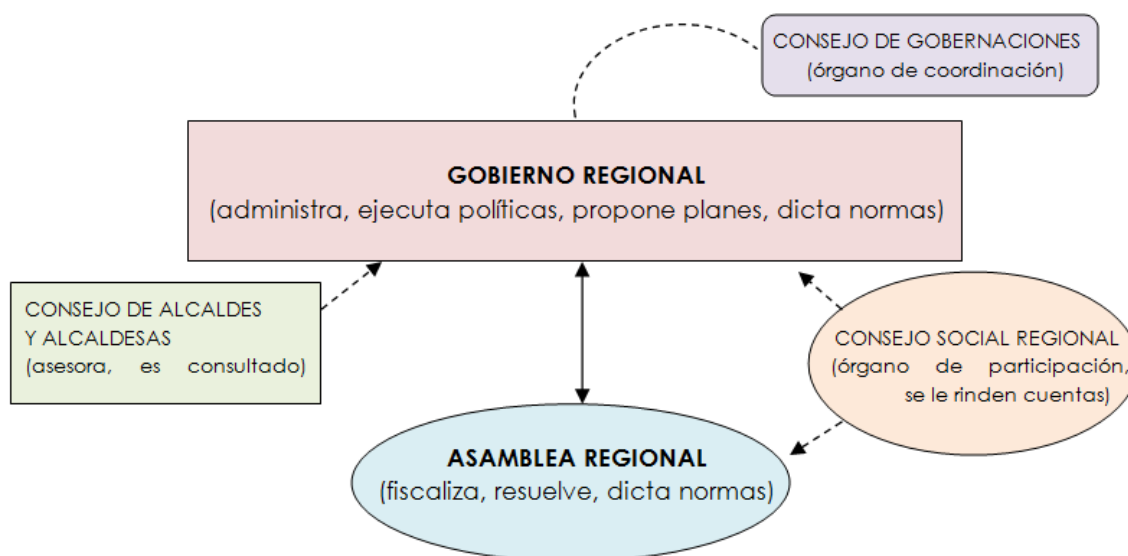 CONSEJO DE GOBERNACIONES
(órgano de coordinación)
GOBIERNO REGIONAL
(administra, ejecuta políticas, propone planes, dicta normas)
CONSEJO DE ALCALDES
Y ALCALDESAS
(asesora, es consultado)
CONSEJO SOCIAL REGIONAL
(órgano de participación,
se le rinden cuentas)
ASAMBLEA REGIONAL
(fiscaliza, resuelve, dicta normas)